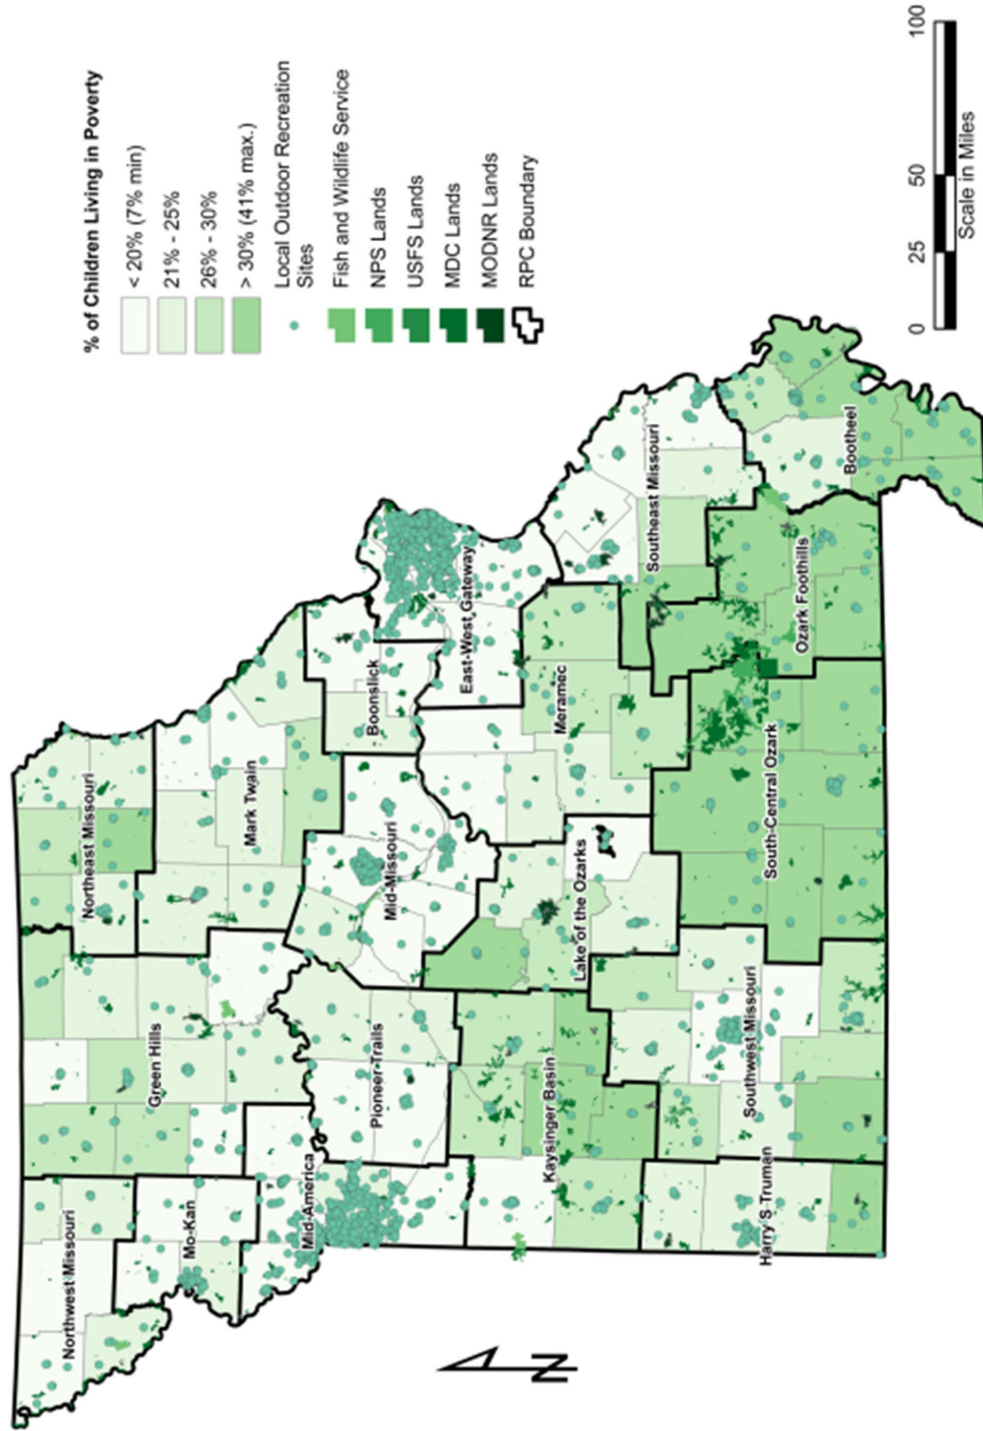 % of Children Living in Poverty
< 20% (7% min)
21% - 25%
26% - 30%
> 30% (41% max.)
Local Outdoor Recreation
Sites
Fish and Wildlife Service
NPS Lands
USFS Lands
MDC Lands
MODNR Lands
RPC Boundary
Northwest Missouri
Mo-Kan
Mid-America
Green Hills
Northeast Missouri
Mark Twain
Pioneer Trails
Mid-Missouri
Boonslick
East-West Gateway
Kaysinger Basin
Lake of the Ozarks
Meramec
Southeast Missouri
Harry S Truman
Southwest Missouri
South-Central Ozark
Ozark Foothills
Bootheel
N
0 25 50 100
Scale in Miles